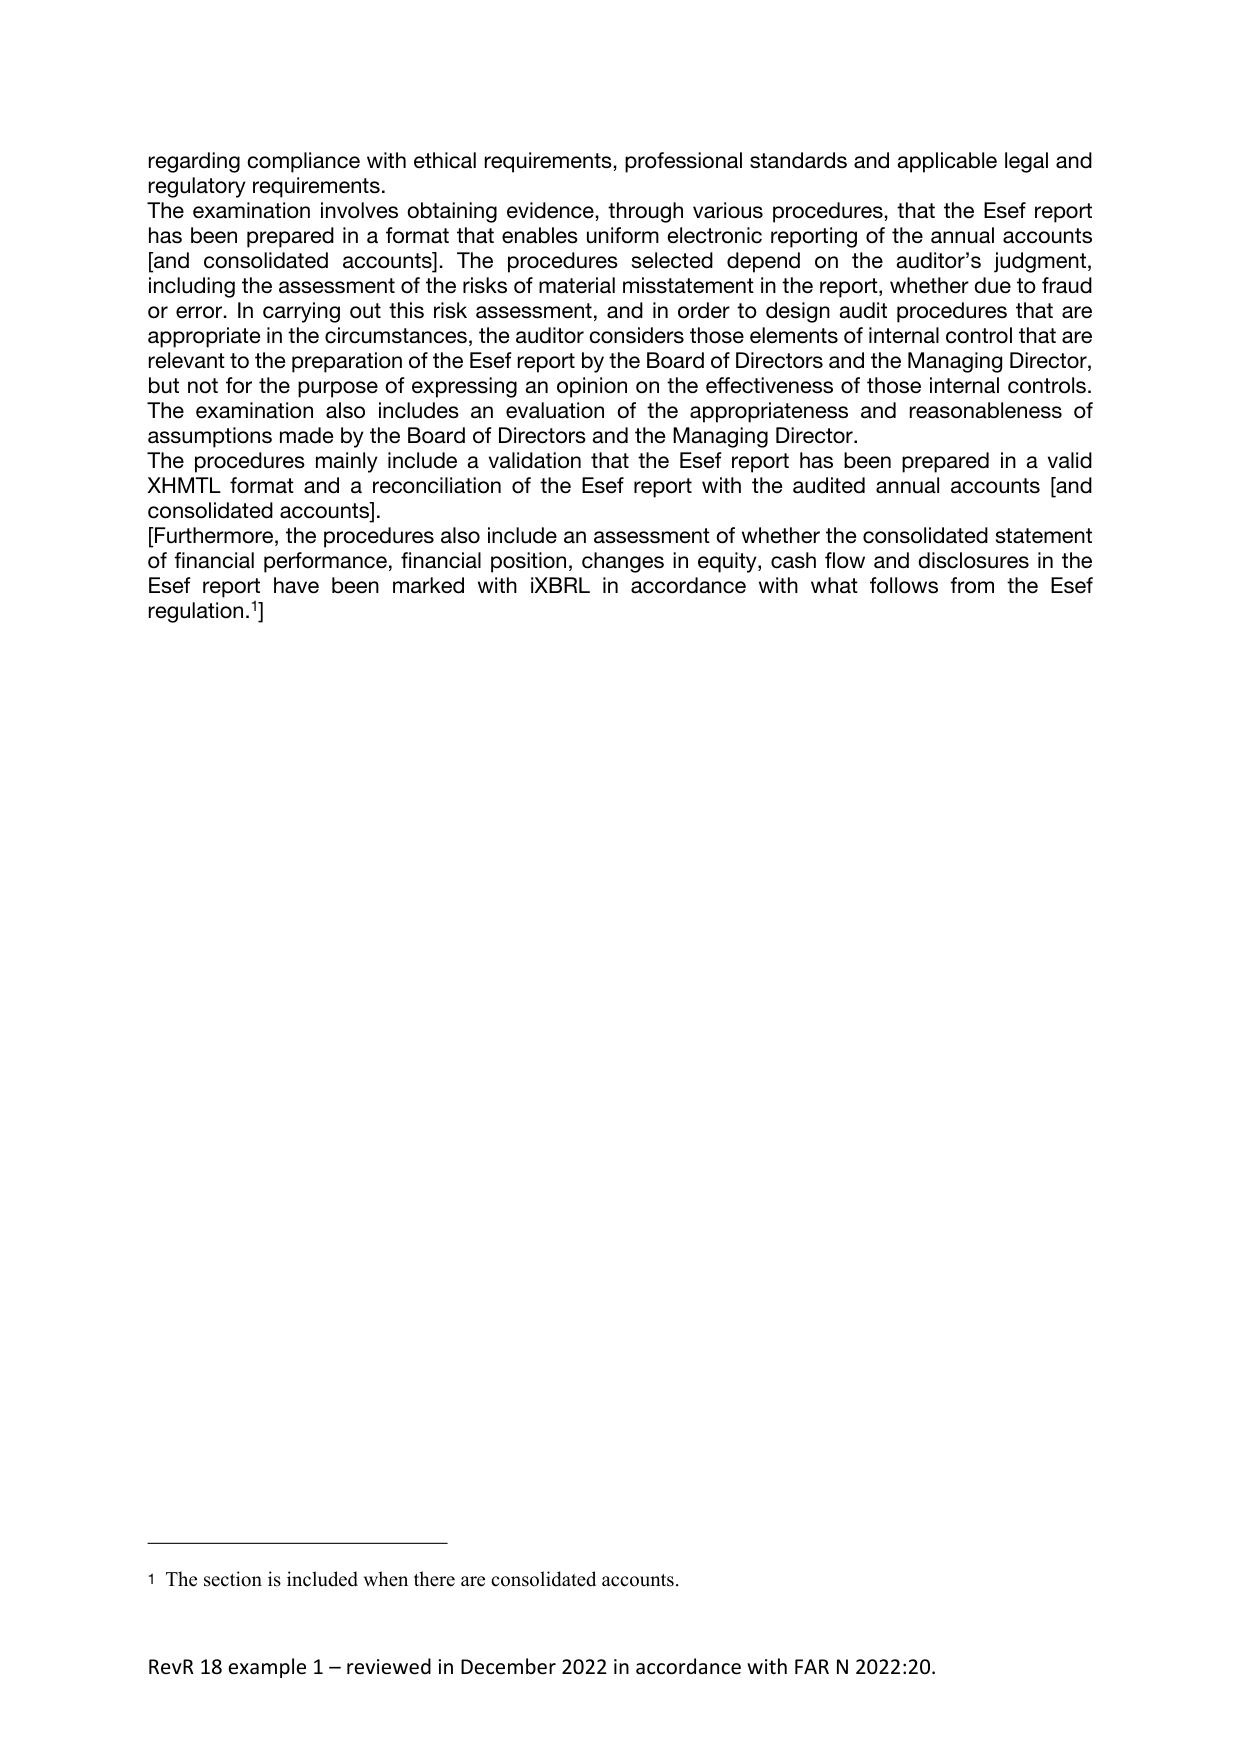 regarding compliance with ethical requirements, professional standards and applicable legal and
regulatory requirements.
The examination involves obtaining evidence, through various procedures, that the Esef report
has been prepared in a format that enables uniform electronic reporting of the annual accounts
[and consolidated accounts]. The procedures selected depend on the auditor’s judgment,
including the assessment of the risks of material misstatement in the report, whether due to fraud
or error. In carrying out this risk assessment, and in order to design audit procedures that are
appropriate in the circumstances, the auditor considers those elements of internal control that are
relevant to the preparation of the Esef report by the Board of Directors and the Managing Director,
but not for the purpose of expressing an opinion on the effectiveness of those internal controls.
The examination also includes an evaluation of the appropriateness and reasonableness of
assumptions made by the Board of Directors and the Managing Director.
The procedures mainly include a validation that the Esef report has been prepared in a valid
XHMTL format and a reconciliation of the Esef report with the audited annual accounts [and
consolidated accounts].
[Furthermore, the procedures also include an assessment of whether the consolidated statement
of financial performance, financial position, changes in equity, cash flow and disclosures in the
Esef report have been marked with iXBRL in accordance with what follows from the Esef
regulation.¹]
1 The section is included when there are consolidated accounts.
RevR 18 example 1 – reviewed in December 2022 in accordance with FAR N 2022:20.